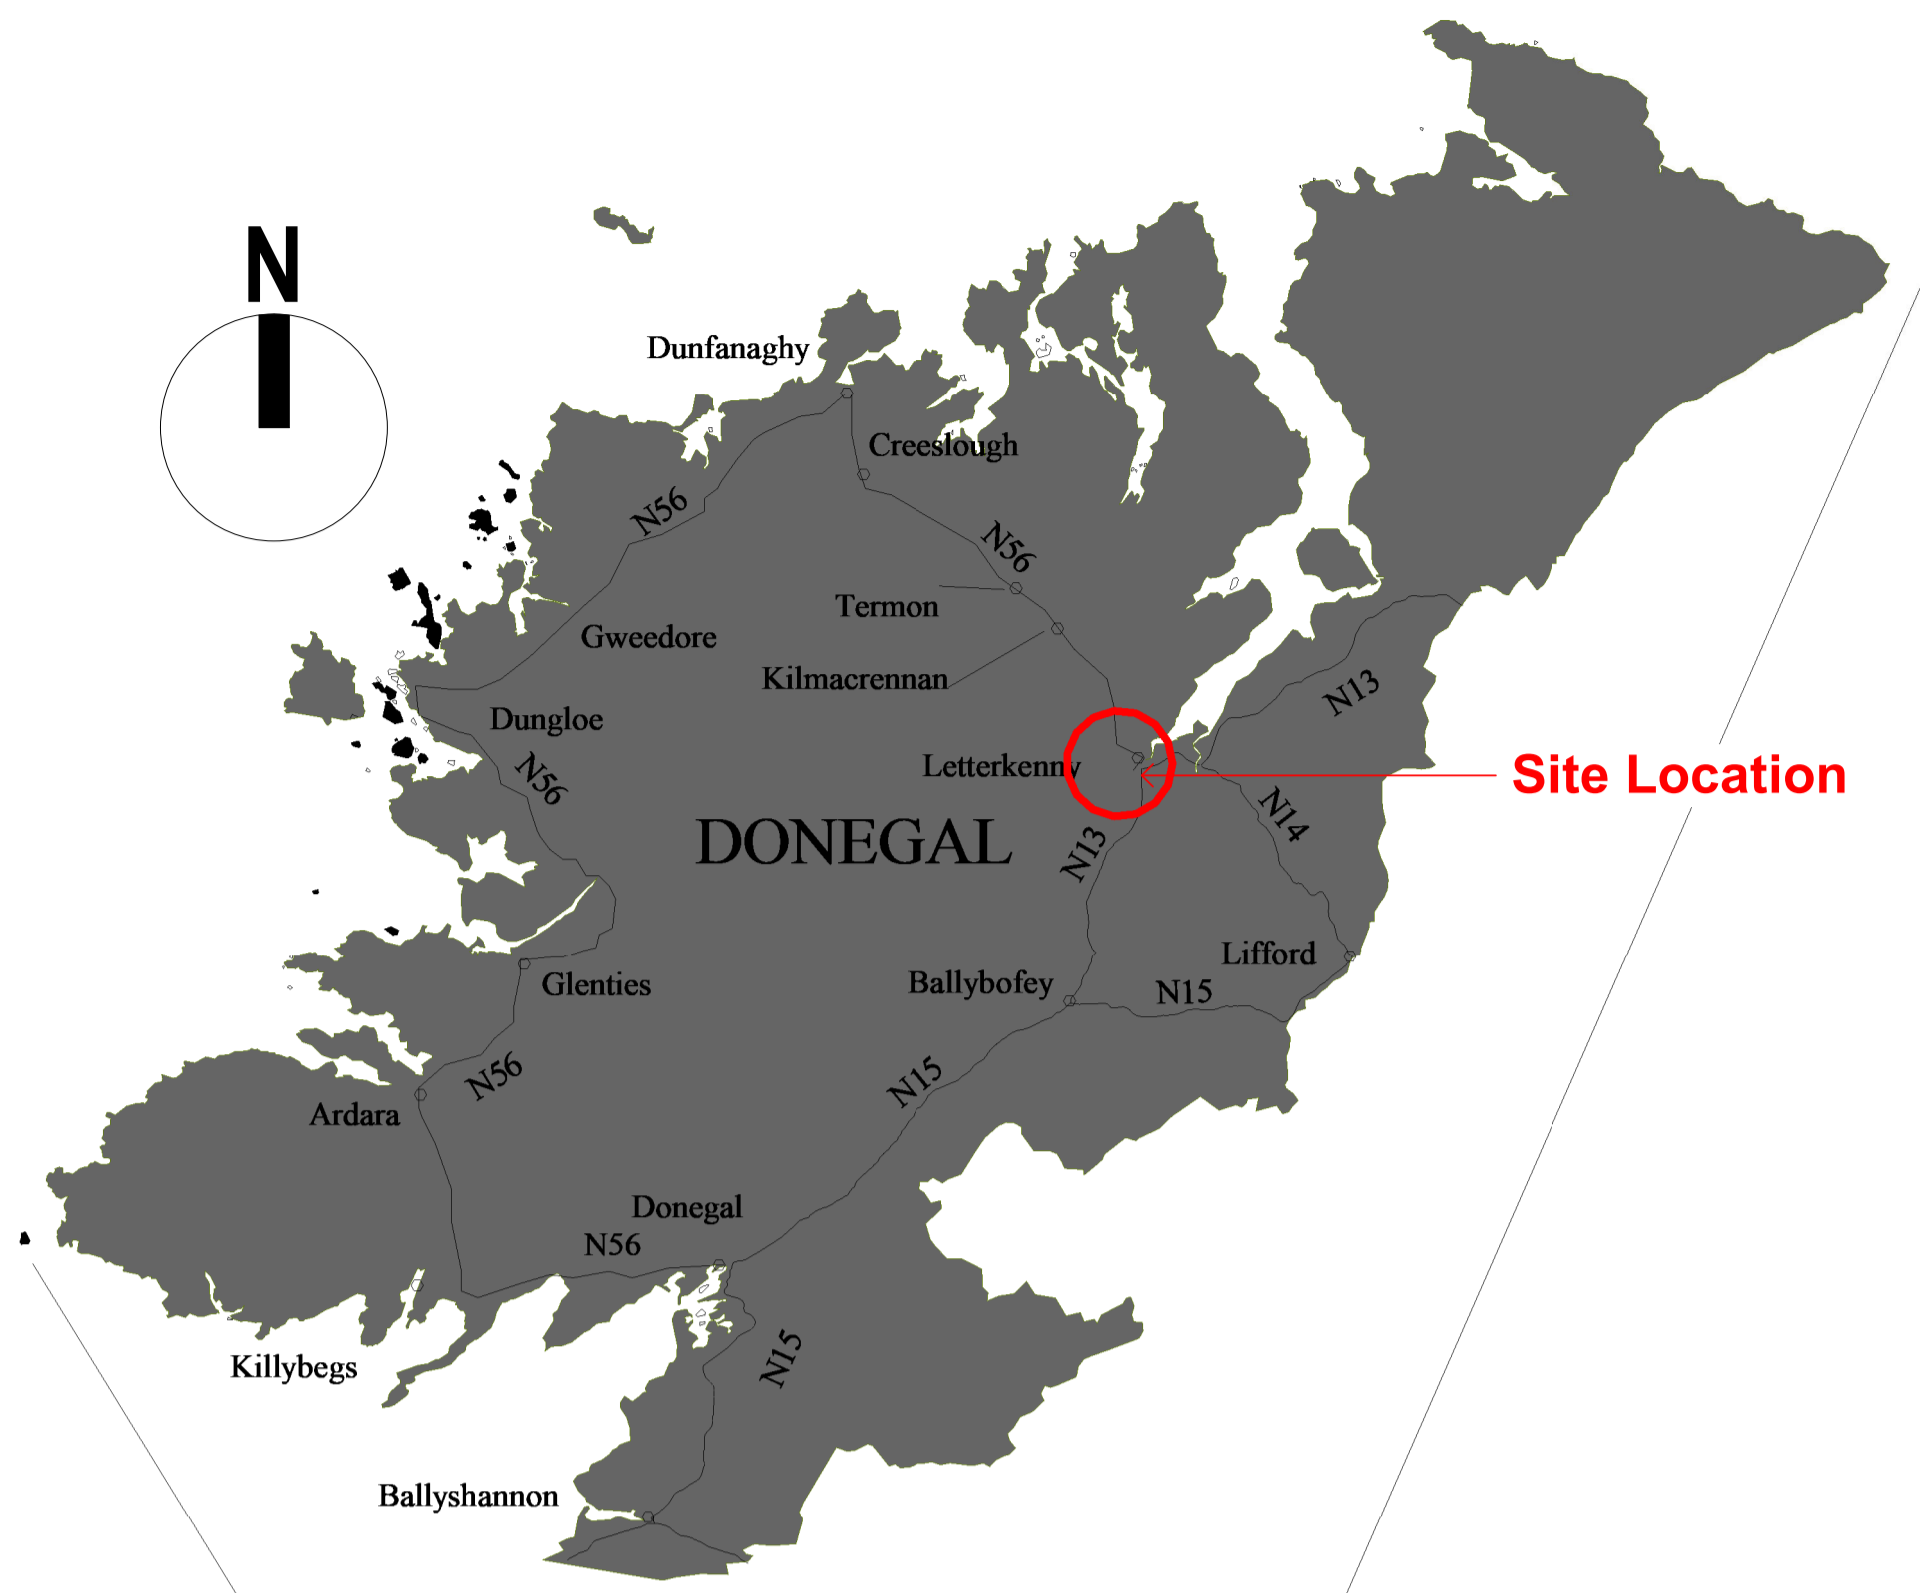 N
Dunfanaghy
Creeslough
N56
N56
Termon
Gweedore
Kilmacrennan
N13
Dungloe
Letterkenny
Site Location
N56
N14
DONEGAL
N13
Lifford
Ballybofey
N15
Glenties
N56
N15
Ardara
Donegal
N56
N15
Killybegs
Ballyshannon